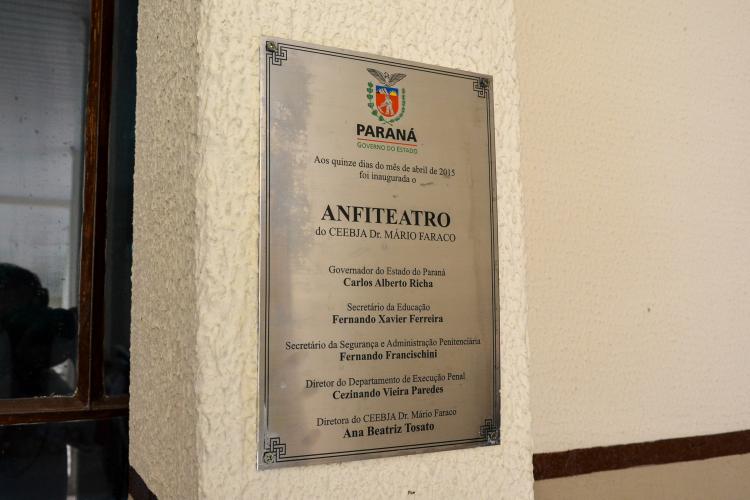 PARANÁ
GOVERNO DO ESTADO
Aos quinze dias do mês de abril de 2015
foi inaugurada o
ANFITEATRO
do CEEBJA Dr. MÁRIO FARACO
Governador do Estado do Paraná
Carlos Alberto Richa
Secretário da Educação
Fernando Xavier Ferreira
Secretário da Segurança e Administração Penitenciária
Fernando Francischini
Diretor do Departamento de Execução Penal
Cezinando Vieira Paredes
Diretora do CEEBJA Dr. Mário Faraco
Ana Beatriz Tosato